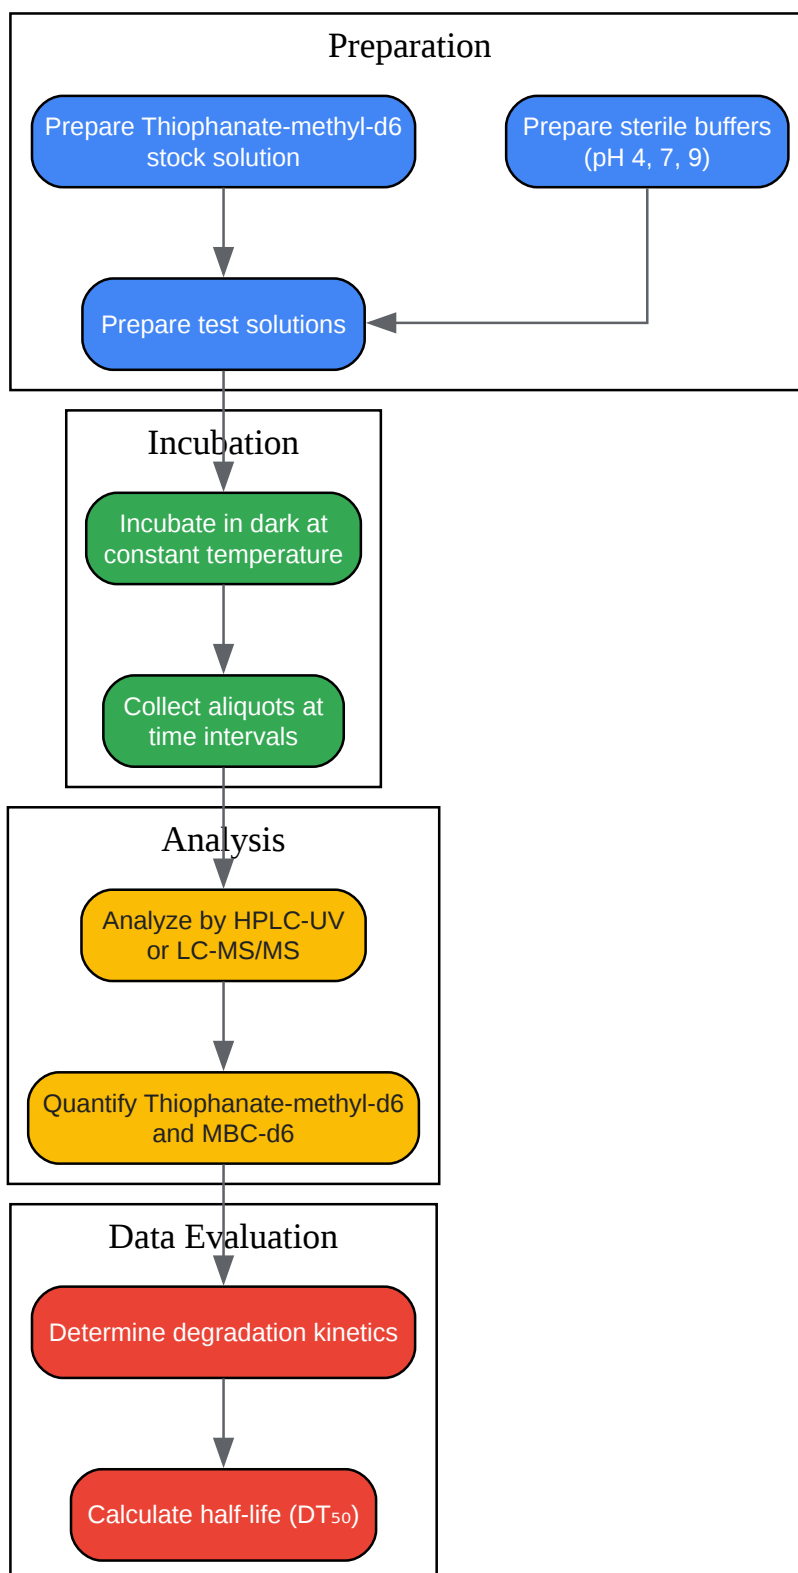 Preparation
Prepare Thiophanate-methyl-d6
stock solution
Prepare sterile buffers
(pH 4, 7, 9)
Prepare test solutions
Incubation
Incubate in dark at
constant temperature
Collect aliquots at
time intervals
Analysis
Analyze by HPLC-UV
or LC-MS/MS
Quantify Thiophanate-methyl-d6
and MBC-d6
Data Evaluation
Determine degradation kinetics
Calculate half-life (DT₅₀)